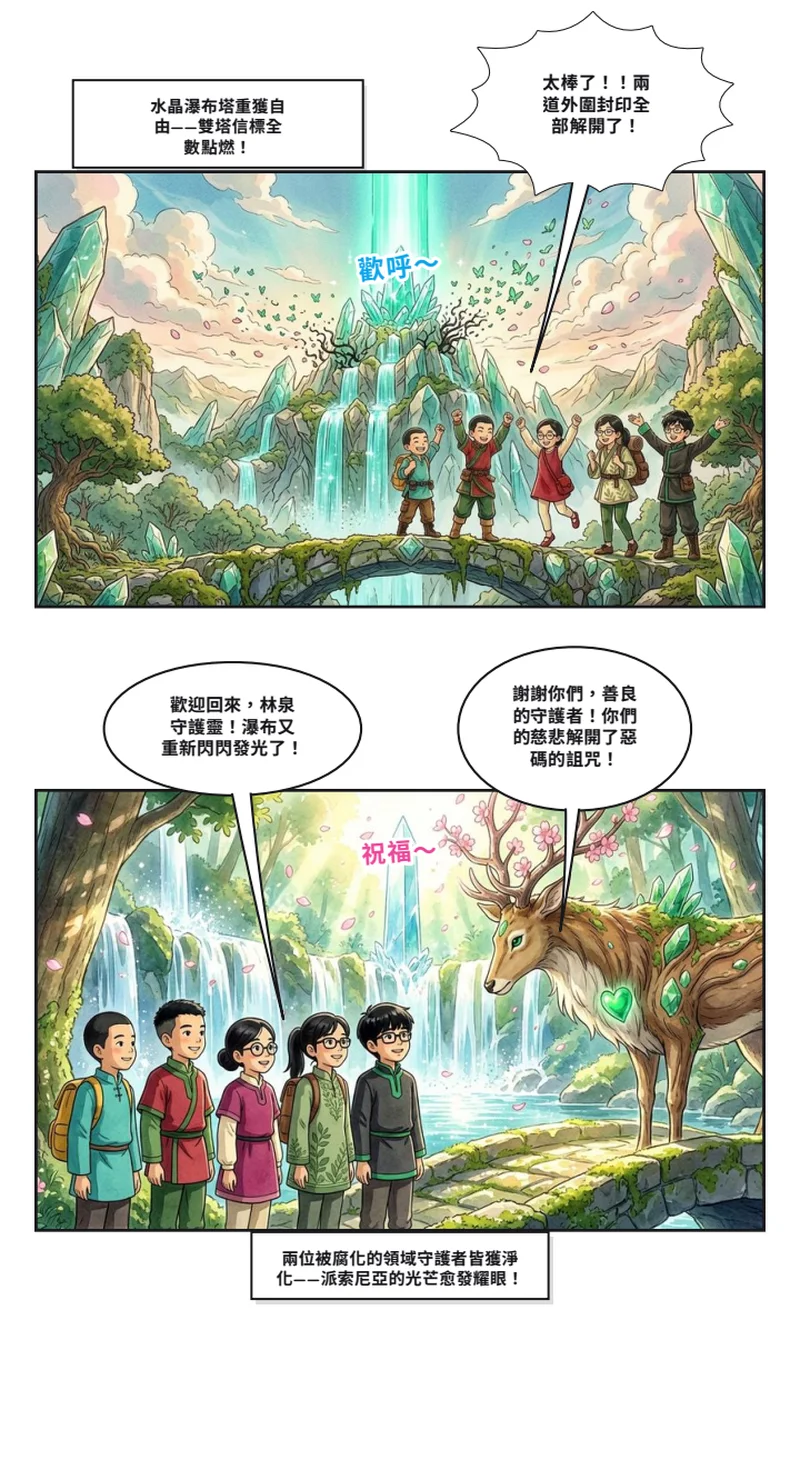 水晶瀑布塔重獲自
由——雙塔信標全
數點燃！
太棒了！！兩
道外圍封印全
部解開了！
歡呼～
歡迎回來，林泉
守護靈！瀑布又
重新閃閃發光了！
謝謝你們，善良
的守護者！你們
的慈悲解開了惡
碼的詛咒！
祝福～
兩位被腐化的領域守護者皆獲淨
化——派索尼亞的光芒愈發耀眼！